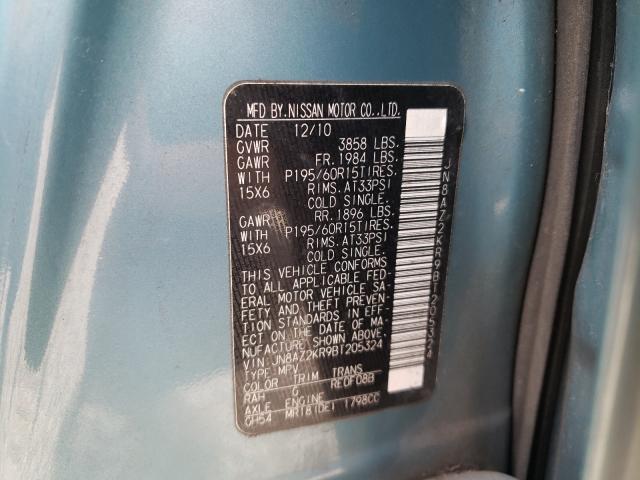 MFD BY.NISSAN MOTOR CO.,LTD.
DATE 12/10
GVWR 3858 LBS.
GAWR FR. 1984 LBS.
WITH P195/60R15TIRES.
15X6 RIMS. AT33PSI
COLD SINGLE.
GAWR RR. 1896 LBS.
WITH P195/60R15TIRES.
15X6 RIMS. AT33PSI
COLD SINGLE.
THIS VEHICLE CONFORMS
TO ALL APPLICABLE FED-
ERAL MOTOR VEHICLE SA-
FETY AND THEFT PREVEN-
TION STANDARDS IN EFF-
ECT ON THE DATE OF MA-
NUFACTURE SHOWN ABOVE.
VIN:JN8AZ2KR9BT205324
TYPE:MPV
COLOR TRIM TRANS
RAH RE0F08B
AXLE ENGINE
GH54 MR18(DE) 1798CC
JN8AZ2KR9BT205324